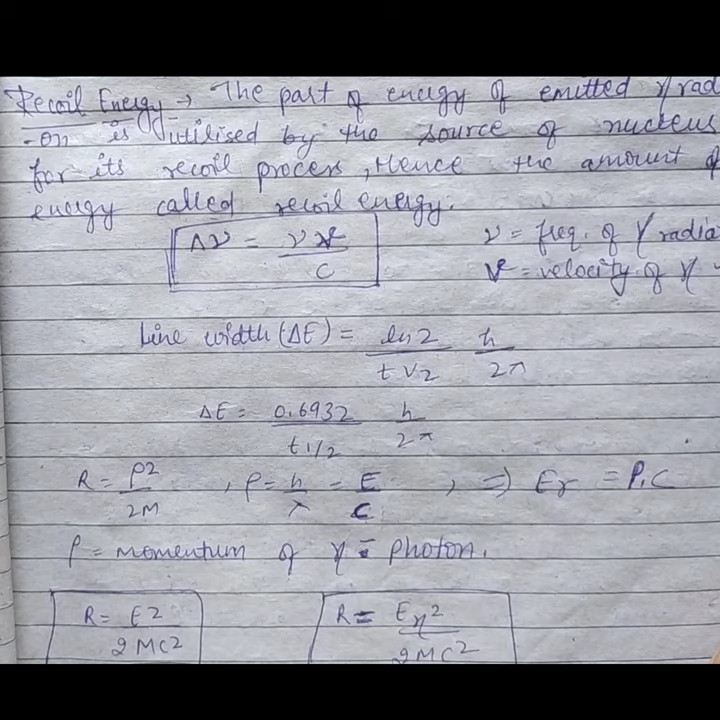 Recoil Energy → The part of energy of emitted γ rad
-on is utilised by the source of nucleus
for its recoil process, Hence the amount of
energy called recoil energy.
Δν = νv/C
ν = freq. of γ radia
v = velocity of γ
Line width (ΔE) = ln2/t1/2 h/2π
ΔE = 0.6932/t1/2 h/2π
R = P²/2M , P = h/λ = E/C , ⇒ Er = P.C
P = momentum of γ = photon.
R = E²/2MC²
R = Eγ²/2MC²